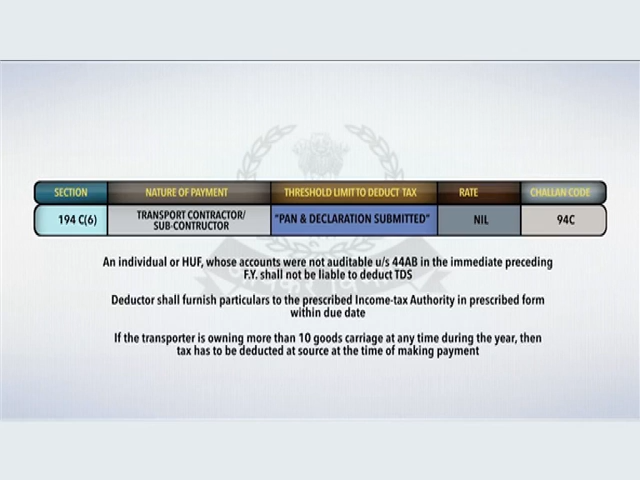 SECTION NATURE OF PAYMENT THRESHOLD LIMIT TO DEDUCT TAX RATE CHALLAN CODE
194 C(6) TRANSPORT CONTRACTOR/ SUB-CONTRUCTOR "PAN & DECLARATION SUBMITTED" NIL 94C
An individual or HUF, whose accounts were not auditable u/s 44AB in the immediate preceding
F.Y. shall not be liable to deduct TDS
Deductor shall furnish particulars to the prescribed Income-tax Authority in prescribed form
within due date
If the transporter is owning more than 10 goods carriage at any time during the year, then
tax has to be deducted at source at the time of making payment